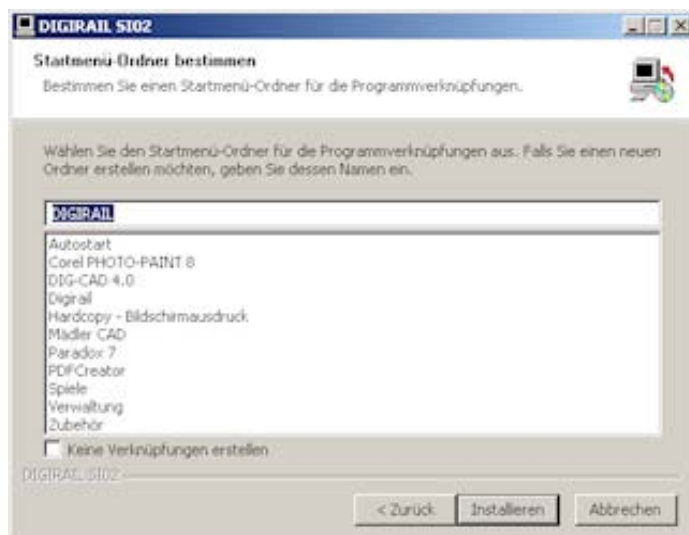 DIGIRAIL SI02
Startmenü-Ordner bestimmen
Bestimmen Sie einen Startmenü-Ordner für die Programmverknüpfungen.
Wählen Sie den Startmenü-Ordner für die Programmverknüpfungen aus. Falls Sie einen neuen
Ordner erstellen möchten, geben Sie dessen Namen ein.
DIGIRAIL
Autostart
Corel PHOTO-PAINT 8
DIG-CAD 4.0
Digirail
Hardcopy - Bildschirmausdruck
Mädler CAD
Paradox 7
PDFCreator
Spiele
Verwaltung
Zubehör
Keine Verknüpfungen erstellen
DIGIRAIL SI02
< Zurück Installieren Abbrechen